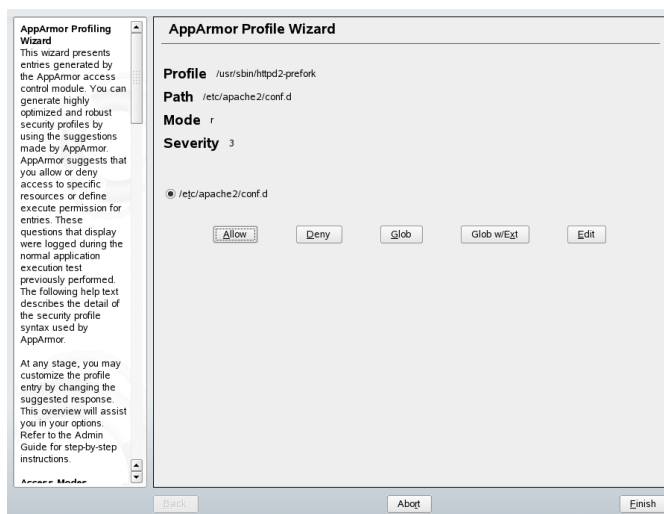 AppArmor Profiling
Wizard
This wizard presents
entries generated by
the AppArmor access
control module. You can
generate highly
optimized and robust
security profiles by
using the suggestions
made by AppArmor.
AppArmor suggests that
you allow or deny
access to specific
resources or define
execute permission for
entries. These
questions that display
were logged during the
normal application
execution test
previously performed.
The following help text
describes the detail of
the security profile
syntax used by
AppArmor.
At any stage, you may
customize the profile
entry by changing the
suggested response.
This overview will assist
you in your options.
Refer to the Admin
Guide for step-by-step
instructions.
Access Modes
AppArmor Profile Wizard
Profile /usr/sbin/httpd2-prefork
Path /etc/apache2/conf.d
Mode r
Severity 3
/etc/apache2/conf.d
Allow Deny Glob Glob w/Ext Edit
Back Abort Finish